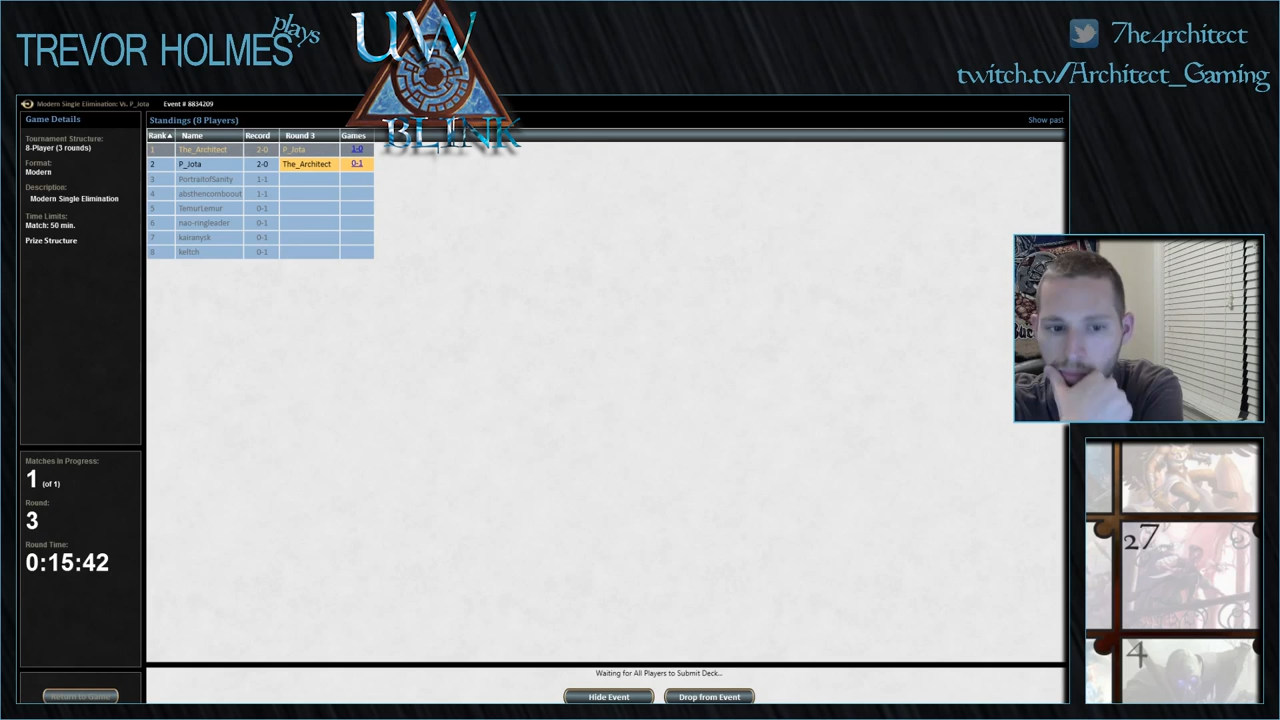 TREVOR HOLMES plays
UW
BLINK
7he4rchitect
twitch.tv/Architect_Gaming
Modern Single Elimination: Vs. P_Jota Event # 8834209
Game Details
Tournament Structure:
8-Player (3 rounds)
Format:
Modern
Description:
Modern Single Elimination
Time Limits:
Match: 50 min.
Prize Structure
Standings (8 Players)
Show past
Rank Name Record Round 3 Games
1 The_Architect 2-0 P_Jota 1-0
2 P_Jota 2-0 The_Architect 0-1
3 PortraitofSanity 1-1
4 absthencomboout 1-1
5 TemurLemur 0-1
6 nao-ringleader 0-1
7 kairanysk 0-1
8 keltch 0-1
Matches in Progress:
1 (of 1)
Round:
3
Round Time:
0:15:42
Return to Game
Waiting for All Players to Submit Deck...
Hide Event Drop from Event
27
4